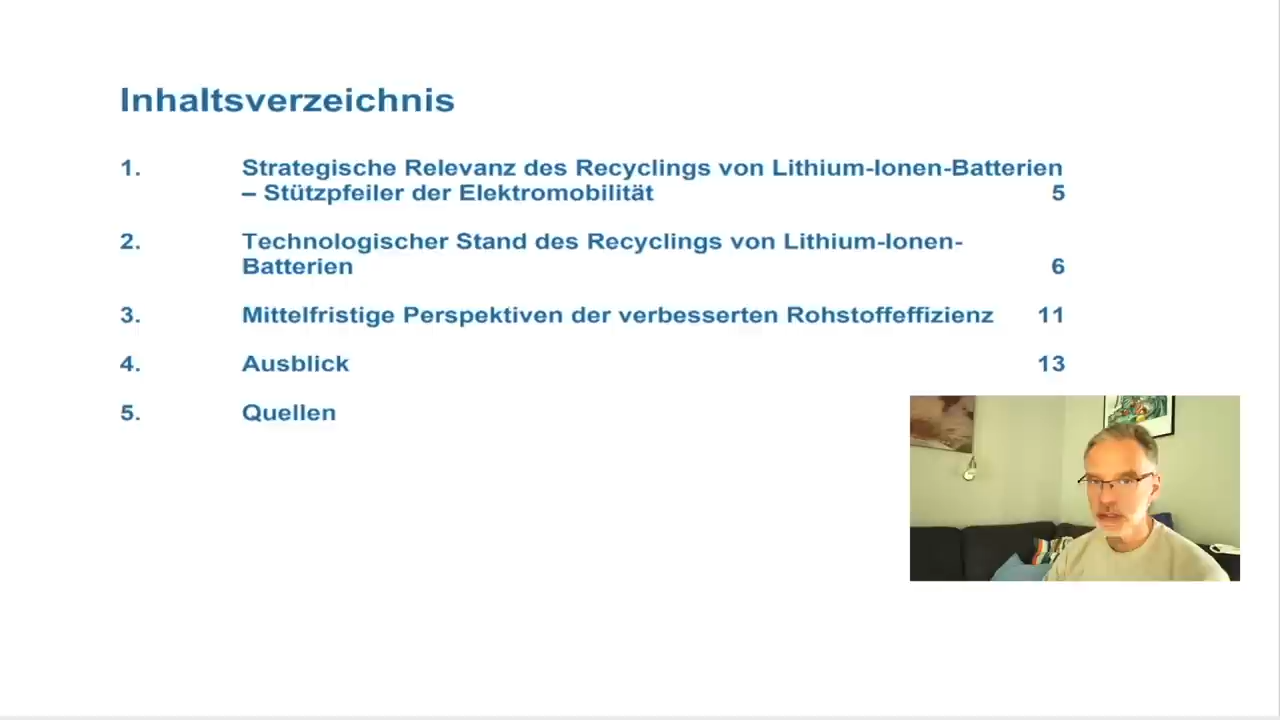 Inhaltsverzeichnis
1. Strategische Relevanz des Recyclings von Lithium-Ionen-Batterien
– Stützpfeiler der Elektromobilität 5
2. Technologischer Stand des Recyclings von Lithium-Ionen-
Batterien 6
3. Mittelfristige Perspektiven der verbesserten Rohstoffeffizienz 11
4. Ausblick 13
5. Quellen